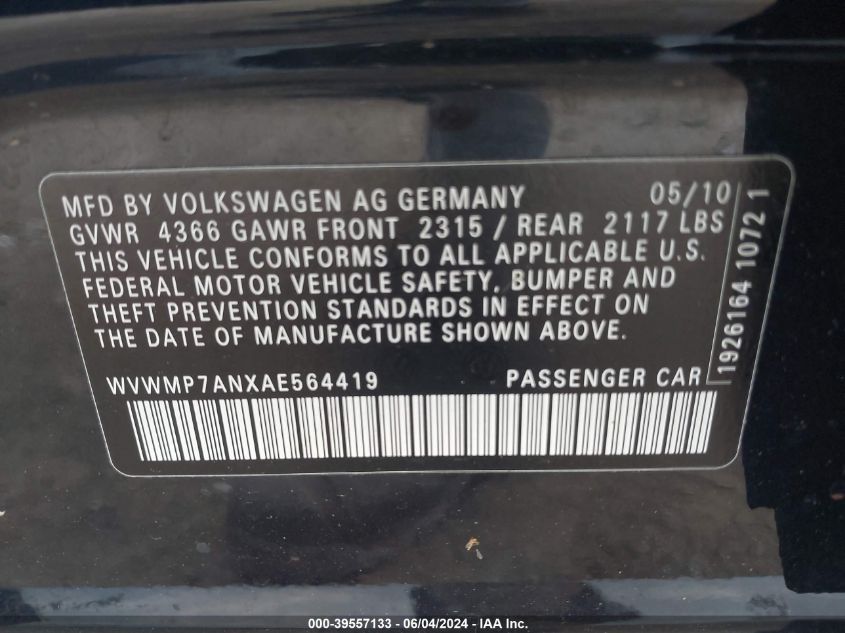 MFD BY VOLKSWAGEN AG GERMANY 05/10
GVWR 4366 GAWR FRONT 2315 / REAR 2117 LBS
THIS VEHICLE CONFORMS TO ALL APPLICABLE U.S.
FEDERAL MOTOR VEHICLE SAFETY, BUMPER AND
THEFT PREVENTION STANDARDS IN EFFECT ON
THE DATE OF MANUFACTURE SHOWN ABOVE.
WVWMP7ANXAE564419 PASSENGER CAR
1926164 1072 1
000-39557133 - 06/04/2024 - IAA Inc.